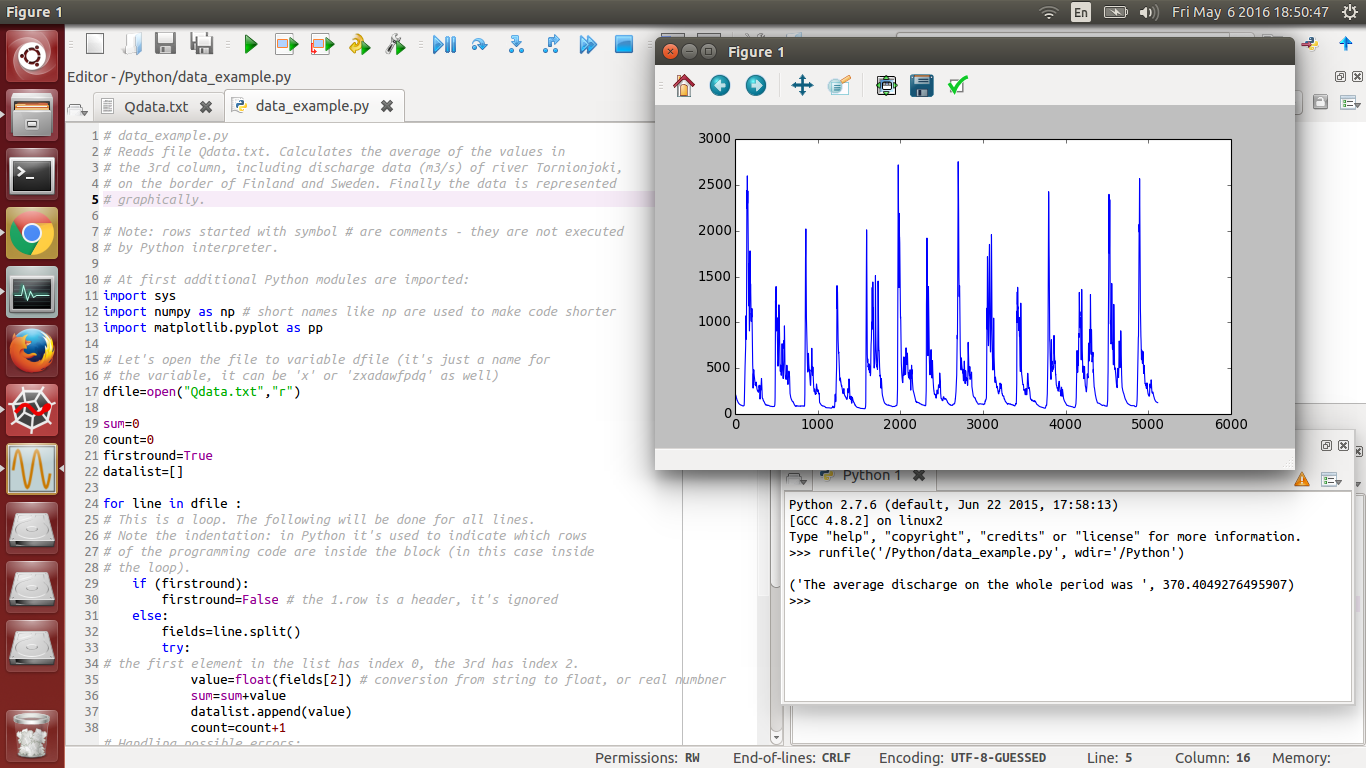 Figure 1
En
Fri May 6 2016 18:50:47
Editor - /Python/data_example.py
Qdata.txt
data_example.py
1 # data_example.py
2 # Reads file Qdata.txt. Calculates the average of the values in
3 # the 3rd column, including discharge data (m3/s) of river Tornionjoki,
4 # on the border of Finland and Sweden. Finally the data is represented
5 # graphically.
6
7 # Note: rows started with symbol # are comments - they are not executed
8 # by Python interpreter.
9
10 # At first additional Python modules are imported:
11 import sys
12 import numpy as np # short names like np are used to make code shorter
13 import matplotlib.pyplot as pp
14
15 # Let's open the file to variable dfile (it's just a name for
16 # the variable, it can be 'x' or 'zxadawfpdq' as well)
17 dfile=open("Qdata.txt","r")
18
19 sum=0
20 count=0
21 firstround=True
22 datalist=[]
23
24 for line in dfile :
25 # This is a loop. The following will be done for all lines.
26 # Note the indentation: in Python it's used to indicate which rows
27 # of the programming code are inside the block (in this case inside
28 # the loop).
29     if (firstround):
30         firstround=False # the 1.row is a header, it's ignored
31     else:
32         fields=line.split()
33         try:
34 # the first element in the list has index 0, the 3rd has index 2.
35             value=float(fields[2]) # conversion from string to float, or real numbner
36             sum=sum+value
37             datalist.append(value)
38             count=count+1
# Handling possible errors:
Figure 1
3000
2500
2000
1500
1000
500
0
0 1000 2000 3000 4000 5000 6000
Python 1
Python 2.7.6 (default, Jun 22 2015, 17:58:13)
[GCC 4.8.2] on linux2
Type "help", "copyright", "credits" or "license" for more information.
>>> runfile('/Python/data_example.py', wdir='/Python')
('The average discharge on the whole period was ', 370.4049276495907)
>>>
Permissions: RW End-of-lines: CRLF Encoding: UTF-8-GUESSED Line: 5 Column: 16 Memory: